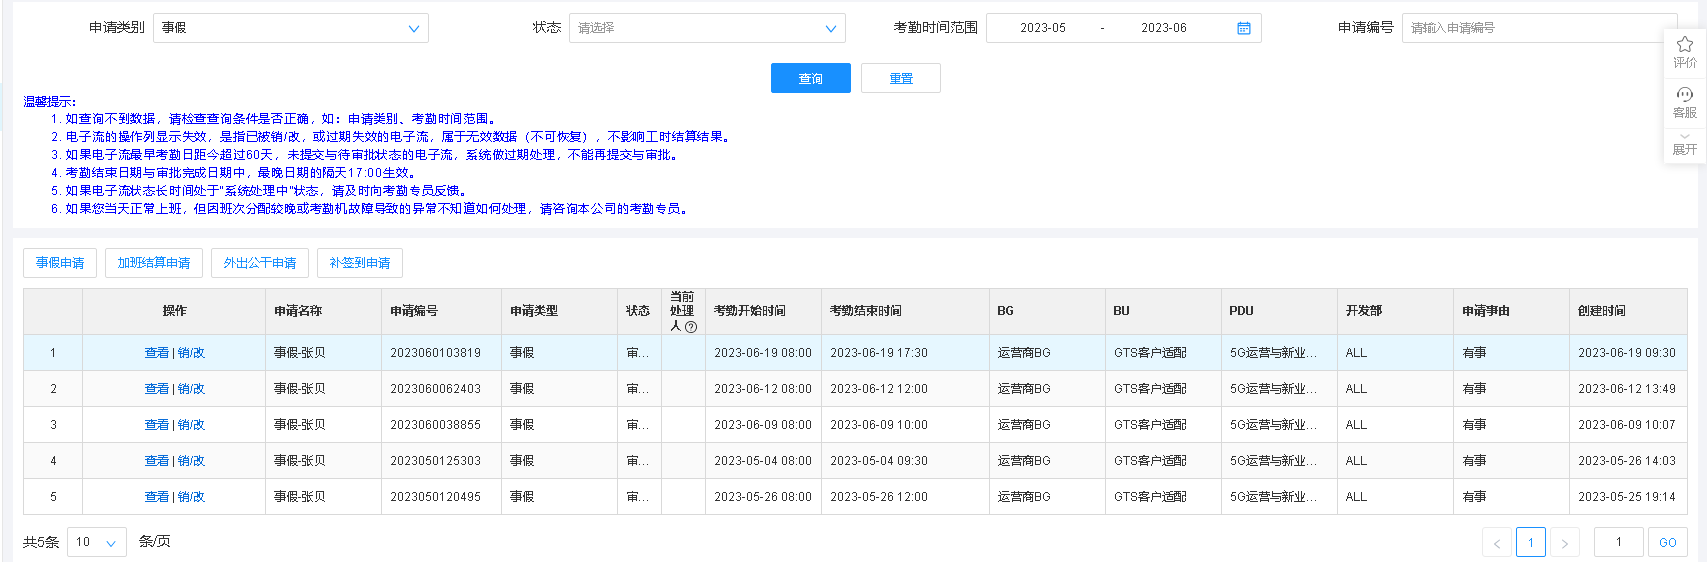 申请类别 事假 状态 请选择 考勤时间范围 2023-05 - 2023-06 申请编号 请输入申请编号
评价
查询 重置
客服
展开
温馨提示:
1. 如查询不到数据，请检查查询条件是否正确，如：申请类别、考勤时间范围。
2. 电子流的操作列显示失效，是指已被销/改，或过期失效的电子流，属于无效数据（不可恢复），不影响工时结算结果。
3. 如果电子流最早考勤日距今超过60天，未提交与待审批状态的电子流，系统做过期处理，不能再提交与审批。
4. 考勤结束日期与审批完成日期中，最晚日期的隔天17:00生效。
5. 如果电子流状态长时间处于"系统处理中"状态，请及时向考勤专员反馈。
6. 如果您当天正常上班，但因班次分配较晚或考勤机故障导致的异常不知道如何处理，请咨询本公司的考勤专员。
事假申请 加班结算申请 外出公干申请 补签到申请
操作 申请名称 申请编号 申请类型 状态 当前处理人? 考勤开始时间 考勤结束时间 BG BU PDU 开发部 申请事由 创建时间
1 查看 | 销/改 事假-张贝 2023060103819 事假 审... 2023-06-19 08:00 2023-06-19 17:30 运营商BG GTS客户适配 5G运营与新业... ALL 有事 2023-06-19 09:30
2 查看 | 销/改 事假-张贝 2023060062403 事假 审... 2023-06-12 08:00 2023-06-12 12:00 运营商BG GTS客户适配 5G运营与新业... ALL 有事 2023-06-12 13:49
3 查看 | 销/改 事假-张贝 2023060038855 事假 审... 2023-06-09 08:00 2023-06-09 10:00 运营商BG GTS客户适配 5G运营与新业... ALL 有事 2023-06-09 10:07
4 查看 | 销/改 事假-张贝 2023050125303 事假 审... 2023-05-04 08:00 2023-05-04 09:30 运营商BG GTS客户适配 5G运营与新业... ALL 有事 2023-05-26 14:03
5 查看 | 销/改 事假-张贝 2023050120495 事假 审... 2023-05-26 08:00 2023-05-26 12:00 运营商BG GTS客户适配 5G运营与新业... ALL 有事 2023-05-25 19:14
共5条 10 条/页 < 1 > 1 GO